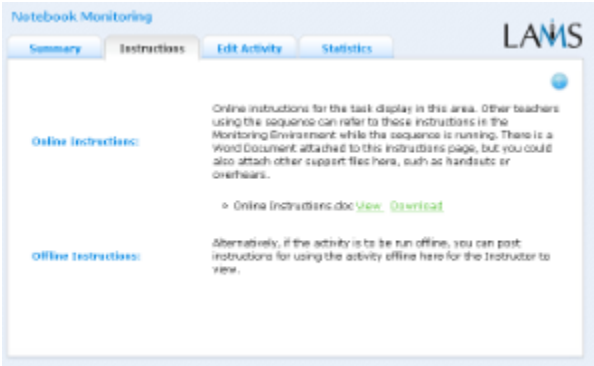 Notebook Monitoring
LAMS
Summary
Instructions
Edit Activity
Statistics
Online instructions for the task display in this area. Other teachers
using the sequence can refer to these instructions in the
Monitoring Environment while the sequence is running. There is a
Online Instructions:
Word Document attached to this instructions page, but you could
also attach other support files here, such as handouts or
overhears.
Online Instructions.doc View Download
Alternatively, if the activity is to be run offline, you can post
Offline Instructions:
instructions for using the activity offline here for the Instructor to
view.